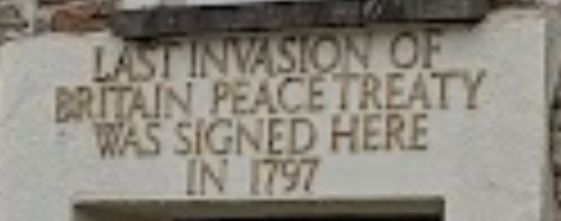 LAST INVASION OF
BRITAIN PEACE TREATY
WAS SIGNED HERE
IN 1797